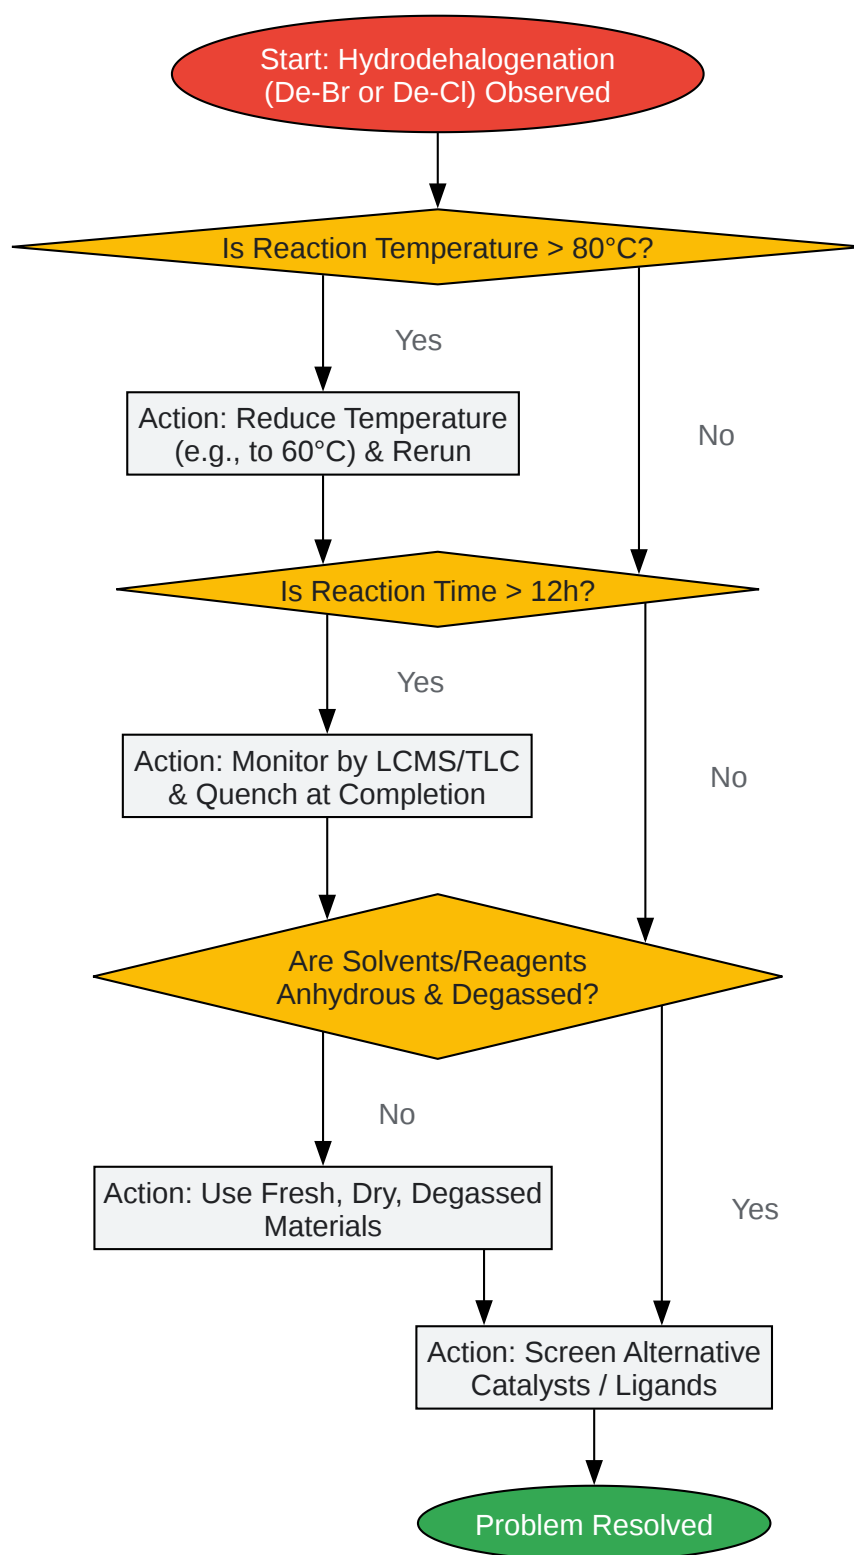 Start: Hydrodehalogenation
(De-Br or De-Cl) Observed
Is Reaction Temperature > 80°C?
Yes
Action: Reduce Temperature
(e.g., to 60°C) & Rerun
No
Is Reaction Time > 12h?
Yes
Action: Monitor by LCMS/TLC
& Quench at Completion
No
Are Solvents/Reagents
Anhydrous & Degassed?
No
Action: Use Fresh, Dry, Degassed
Materials
Yes
Action: Screen Alternative
Catalysts / Ligands
Problem Resolved